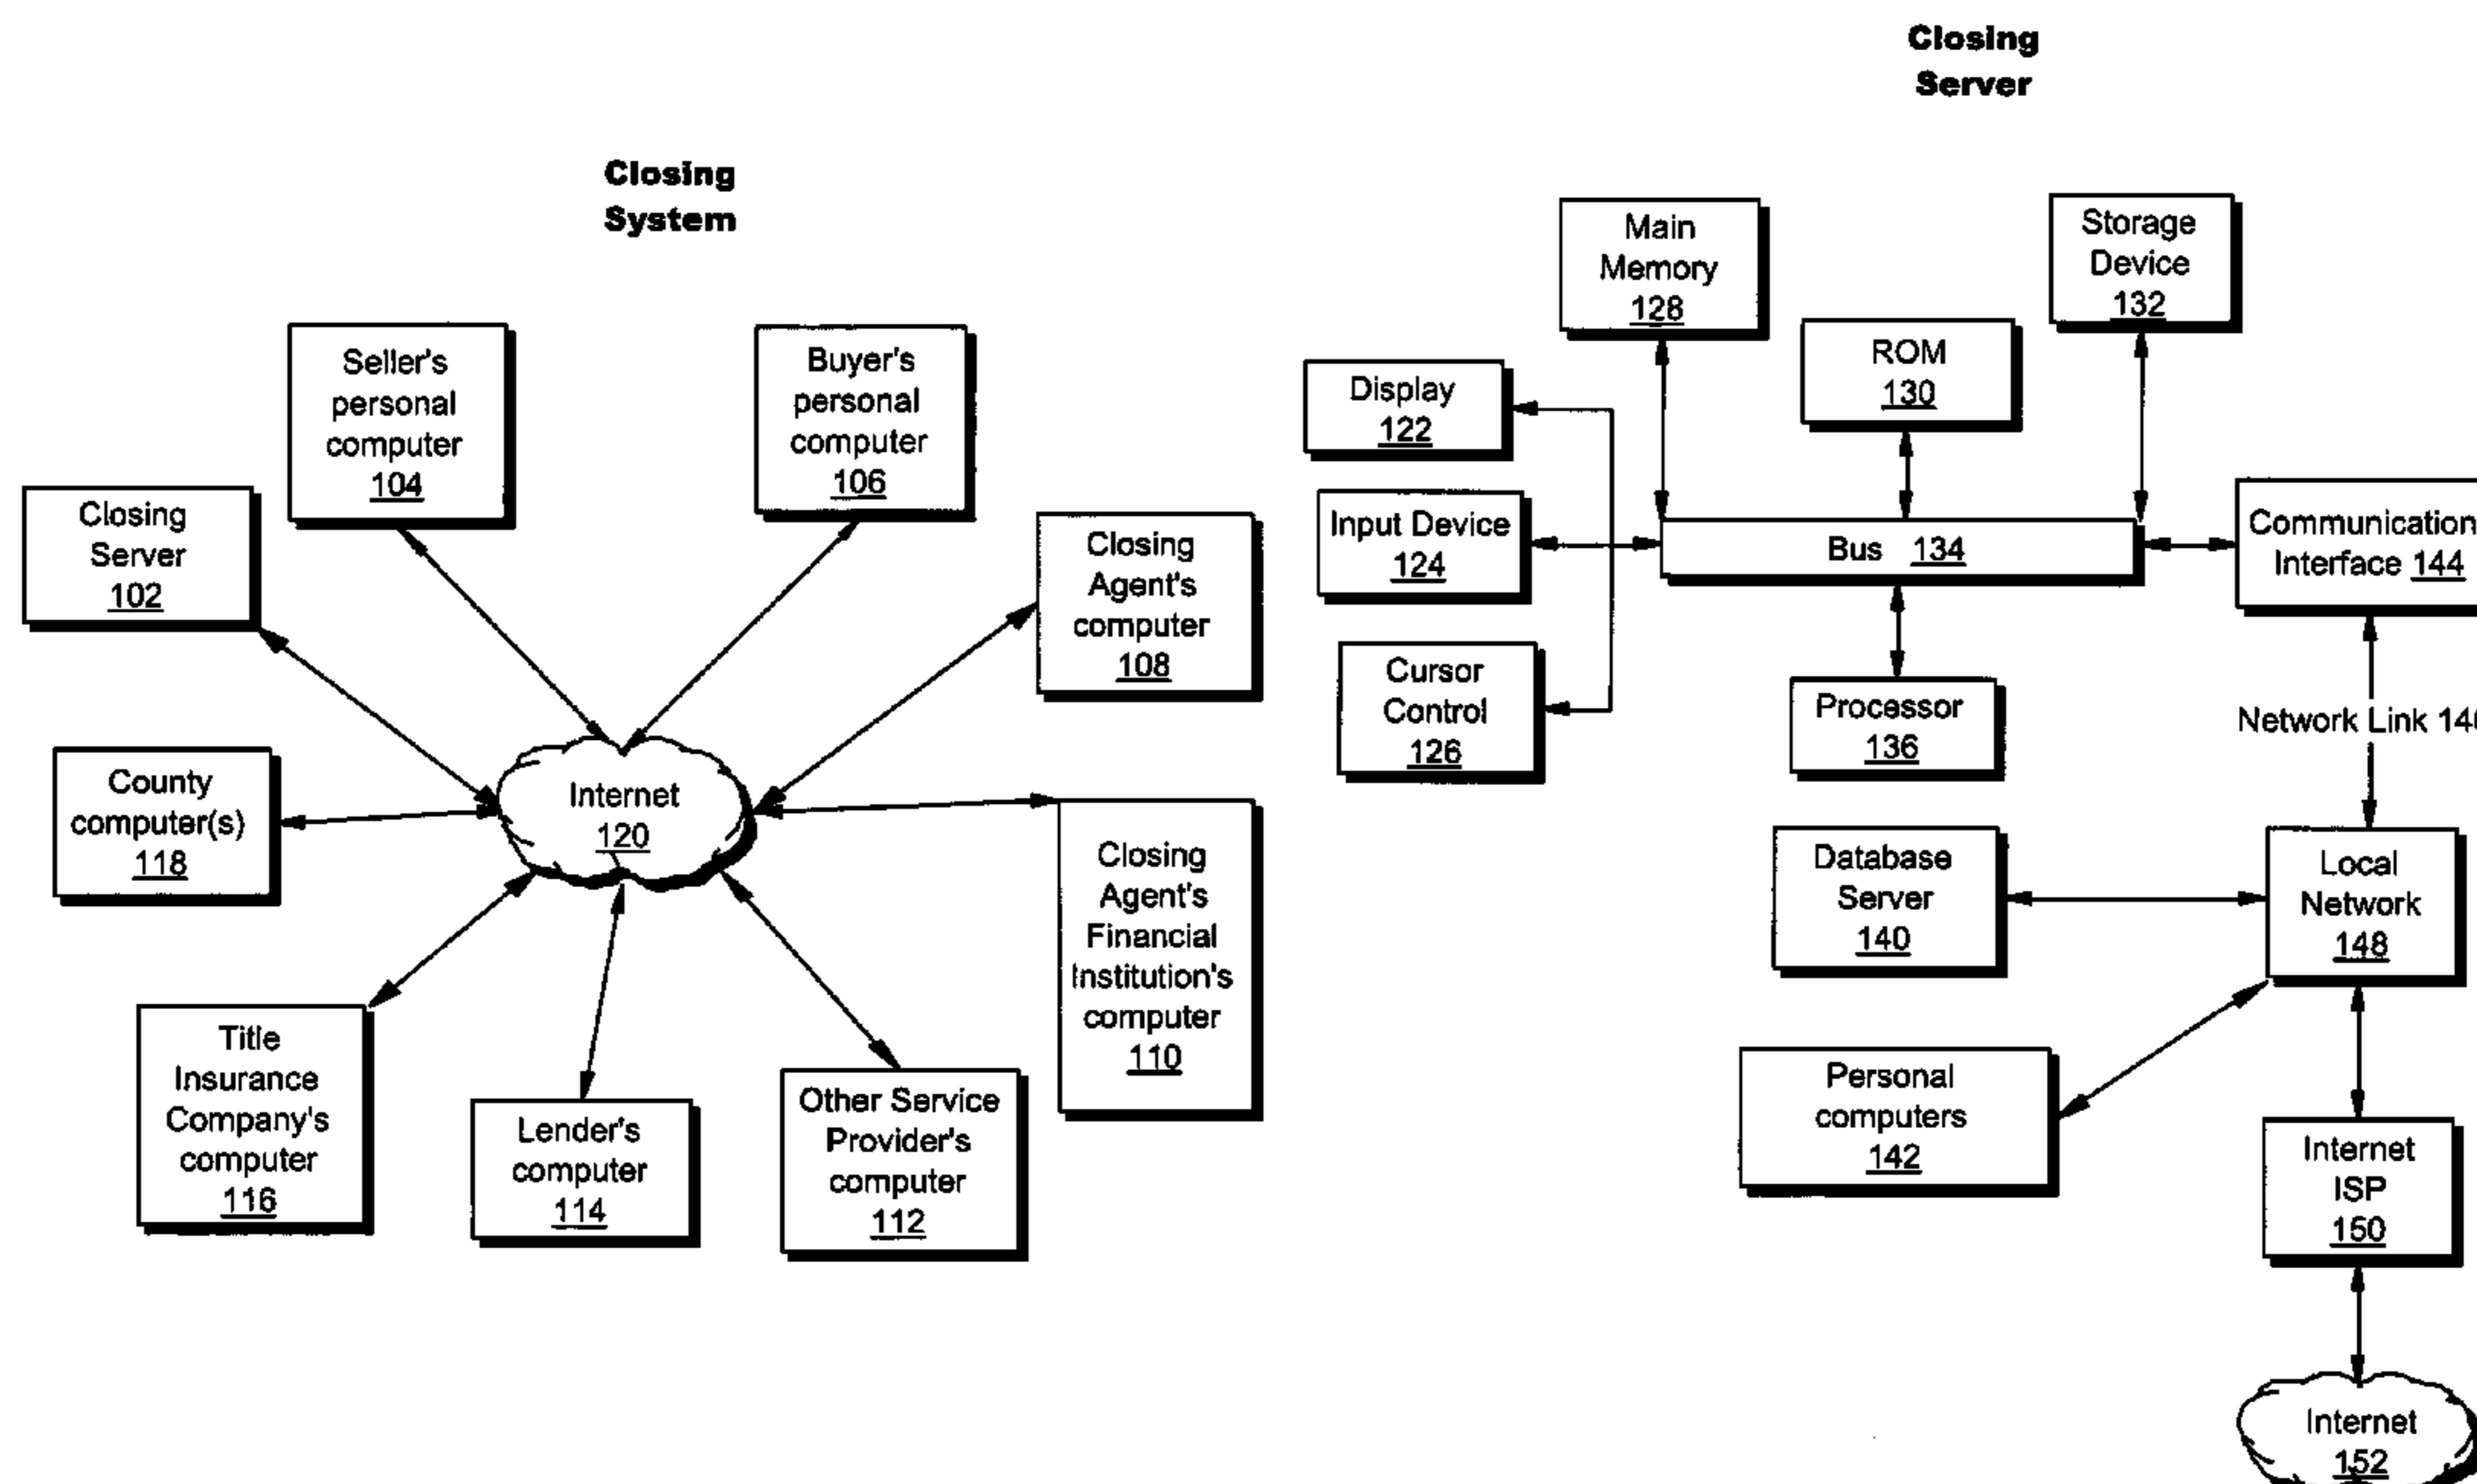 Closing
System
Seller's
personal
computer
104
Buyer's
personal
computer
106
Closing
Server
102
Closing
Agent's
computer
108
County
computer(s)
118
Internet
120
Closing
Agent's
Financial
Institution's
computer
110
Title
Insurance
Company's
computer
116
Lender's
computer
114
Other Service
Provider's
computer
112
Closing
Server
Main
Memory
128
Storage
Device
132
ROM
130
Display
122
Input Device
124
Bus 134
Communication
Interface 144
Cursor
Control
126
Processor
136
Network Link
Database
Server
140
Local
Network
148
Personal
computers
142
Internet
ISP
150
Internet
152